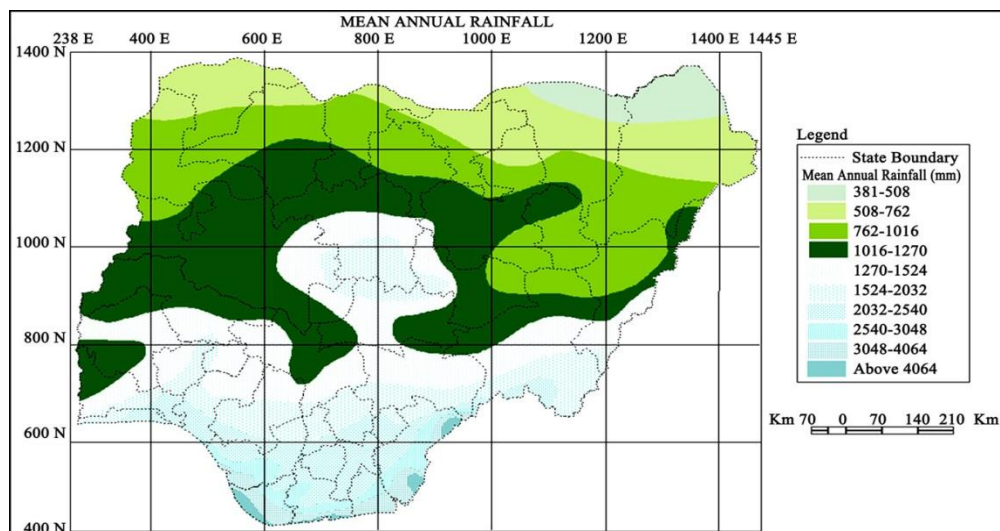 MEAN ANNUAL RAINFALL
238 E 400 E 600 E 800 E 1000 E 1200 E 1400 E 1445 E
1400 N
1200 N
1000 N
800 N
600 N
400 N
Legend
State Boundary
Mean Annual Rainfall (mm)
381-508
508-762
762-1016
1016-1270
1270-1524
1524-2032
2032-2540
2540-3048
3048-4064
Above 4064
Km 70 0 70 140 210 Km